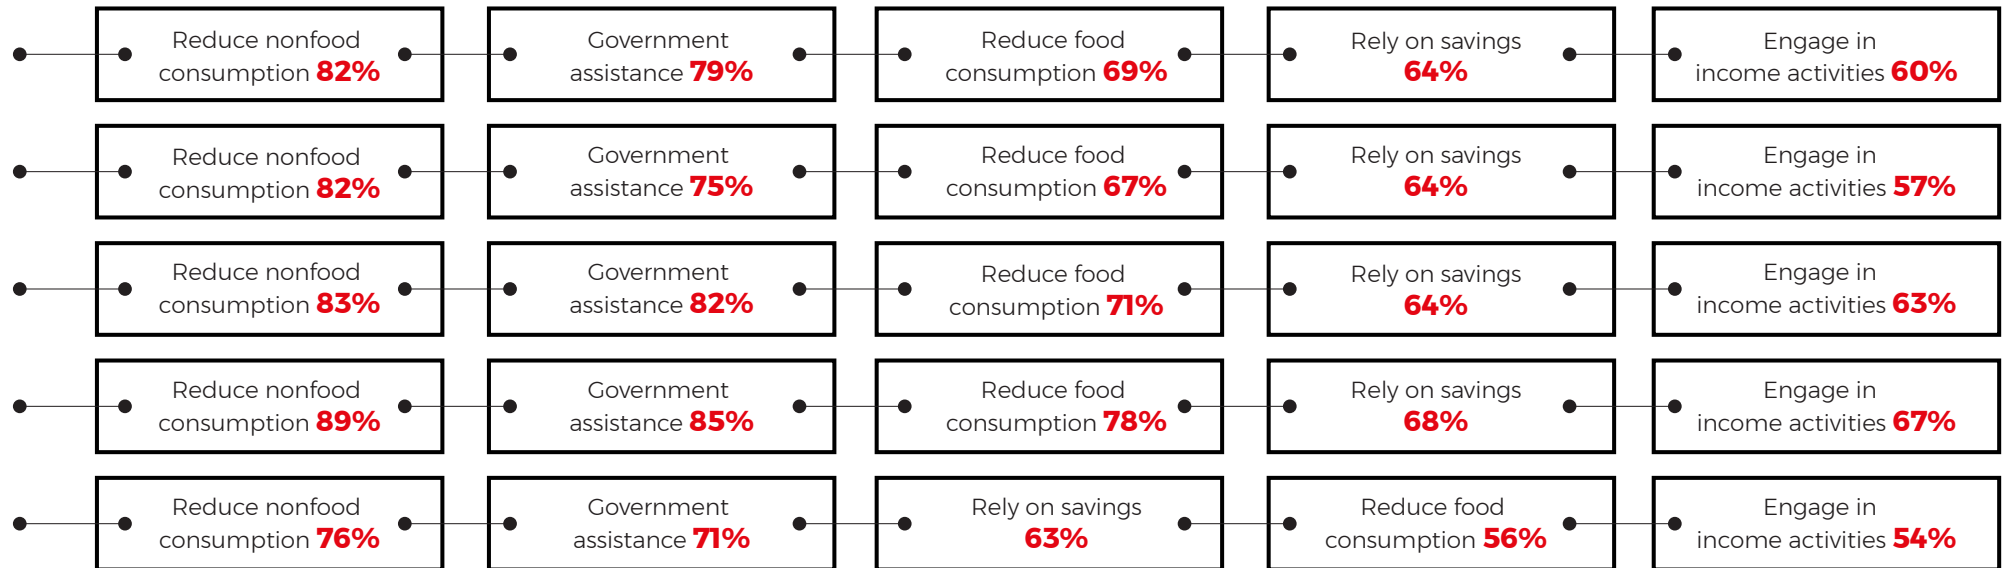 Reduce nonfood
consumption 82%
Government
assistance 79%
Reduce food
consumption 69%
Rely on savings
64%
Engage in
income activities 60%
Reduce nonfood
consumption 82%
Government
assistance 75%
Reduce food
consumption 67%
Rely on savings
64%
Engage in
income activities 57%
Reduce nonfood
consumption 83%
Government
assistance 82%
Reduce food
consumption 71%
Rely on savings
64%
Engage in
income activities 63%
Reduce nonfood
consumption 89%
Government
assistance 85%
Reduce food
consumption 78%
Rely on savings
68%
Engage in
income activities 67%
Reduce nonfood
consumption 76%
Government
assistance 71%
Rely on savings
63%
Reduce food
consumption 56%
Engage in
income activities 54%